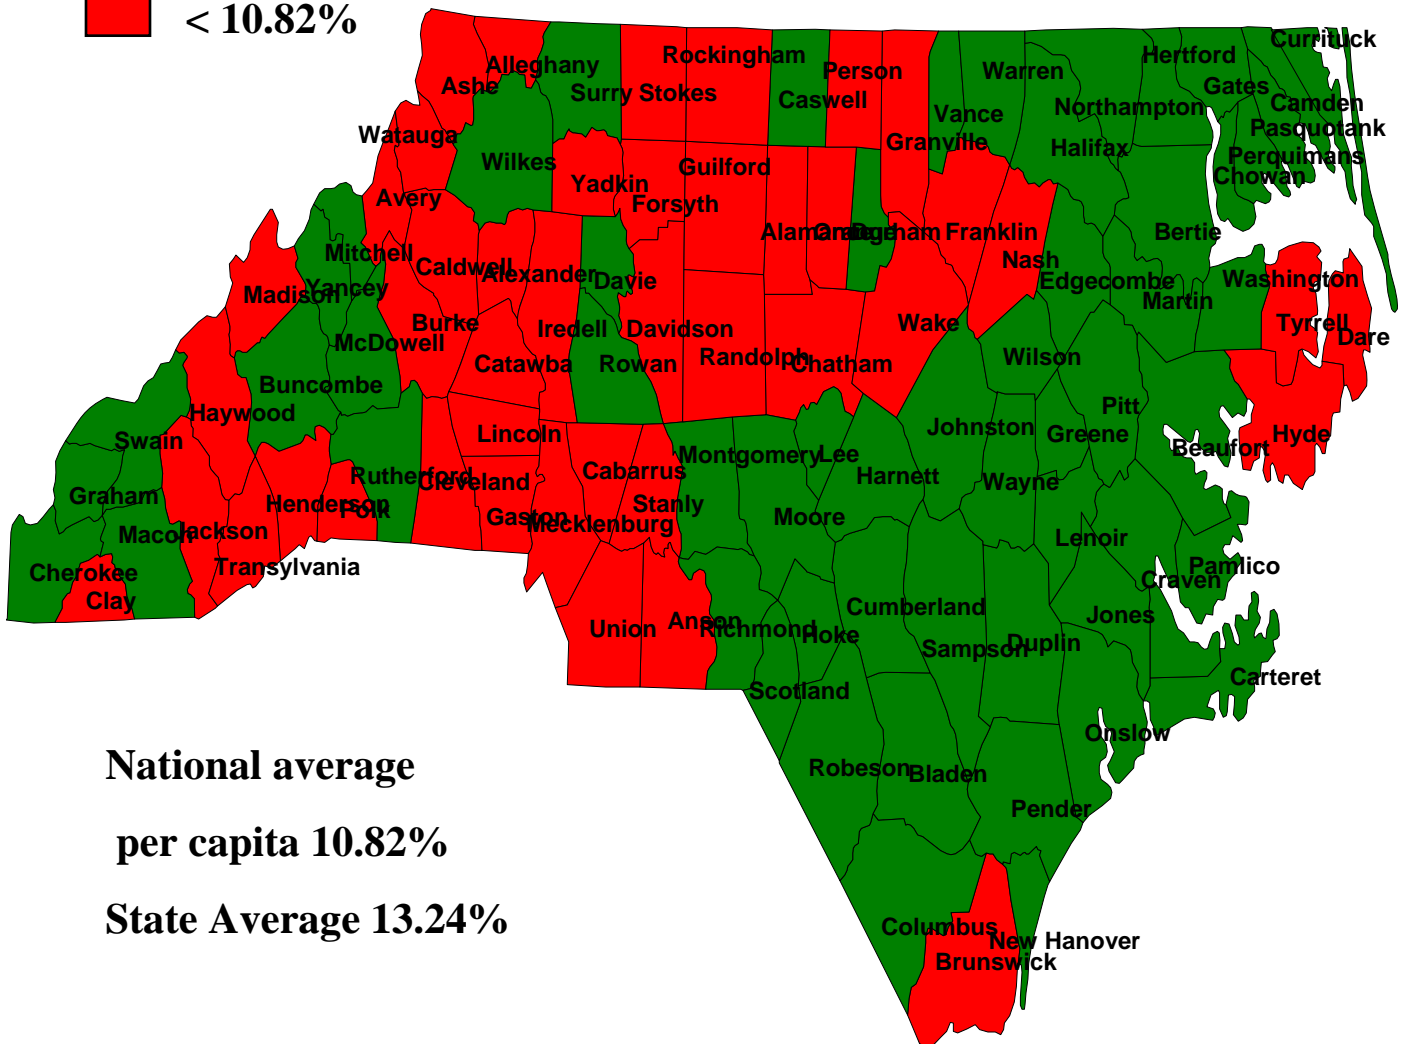 < 10.82%
Currituck
Rockingham
Hertford
Alleghany
Person
Warren
Ashe
Gates
Surry
Stokes
Caswell
Northampton
Camden
Vance
Watauga
Pasquotank
Granville
Halifax
Wilkes
Guilford
Perquimans
Yadkin
Chowan
Avery
Forsyth
Alamance
Orange
Durham
Franklin
Bertie
Mitchell
Nash
Caldwell
Alexander
Davie
Edgecombe
Washington
Madison
Yancey
Martin
Burke
Iredell
Davidson
Wake
Tyrrell
Dare
McDowell
Randolph
Chatham
Wilson
Catawba
Rowan
Buncombe
Haywood
Pitt
Swain
Lincoln
Johnston
Greene
Hyde
Beaufort
Montgomery
Lee
Cabarrus
Harnett
Rutherford
Cleveland
Wayne
Graham
Henderson
Polk
Stanly
Gaston
Mecklenburg
Moore
Macon
Jackson
Lenoir
Transylvania
Pamlico
Cherokee
Craven
Clay
Cumberland
Jones
Union
Anson
Richmond
Hoke
Sampson
Duplin
Carteret
Scotland
Onslow
National average
Robeson
Bladen
Pender
per capita 10.82%
State Average 13.24%
Columbus
New Hanover
Brunswick